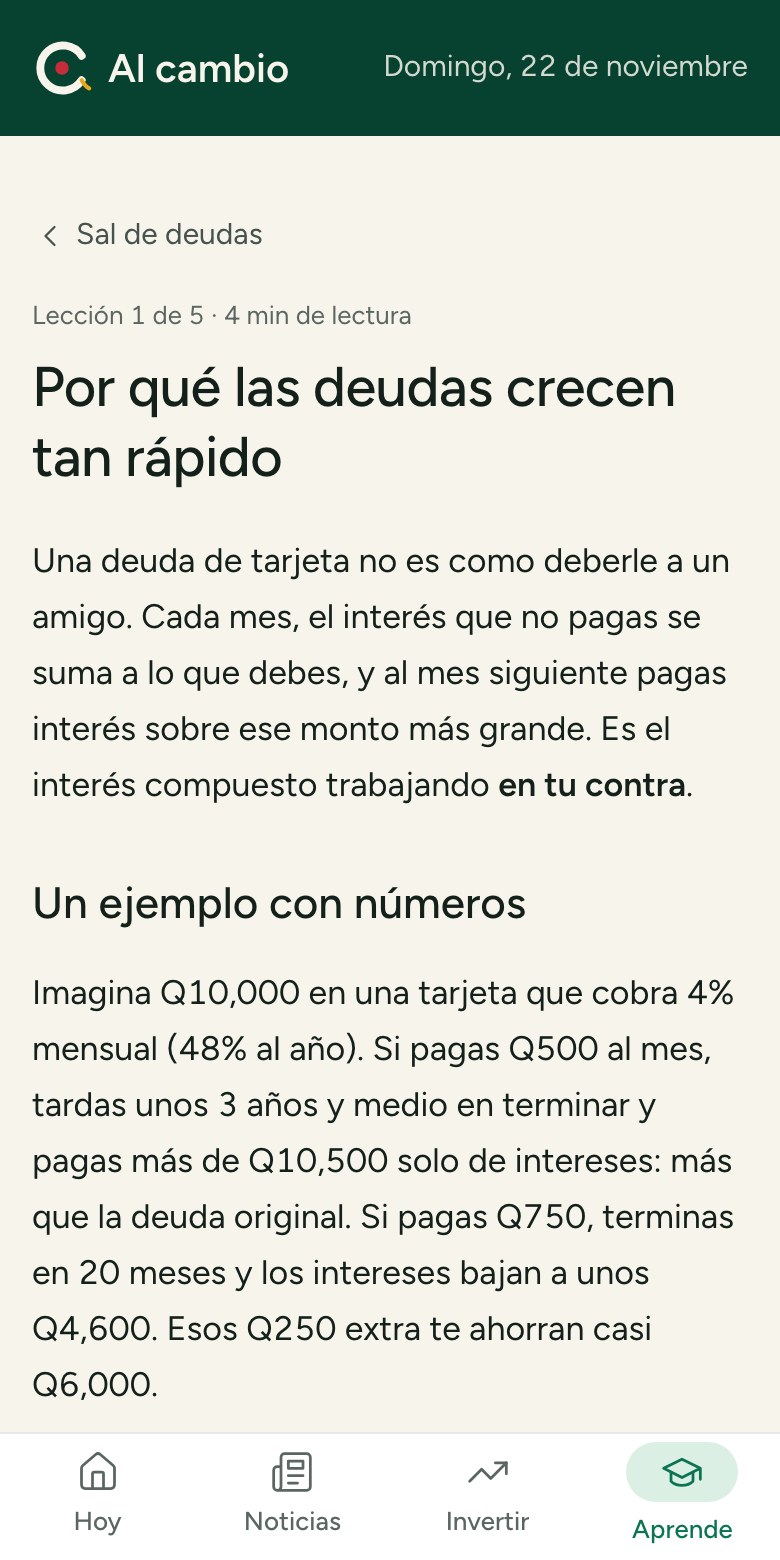 Al cambio
Domingo, 22 de noviembre
Sal de deudas
Lección 1 de 5 · 4 min de lectura
Por qué las deudas crecen
tan rápido
Una deuda de tarjeta no es como deberle a un
amigo. Cada mes, el interés que no pagas se
suma a lo que debes, y al mes siguiente pagas
interés sobre ese monto más grande. Es el
interés compuesto trabajando en tu contra.
Un ejemplo con números
Imagina Q10,000 en una tarjeta que cobra 4%
mensual (48% al año). Si pagas Q500 al mes,
tardas unos 3 años y medio en terminar y
pagas más de Q10,500 solo de intereses: más
que la deuda original. Si pagas Q750, terminas
en 20 meses y los intereses bajan a unos
Q4,600. Esos Q250 extra te ahorran casi
Q6,000.
Hoy
Noticias
Invertir
Aprende